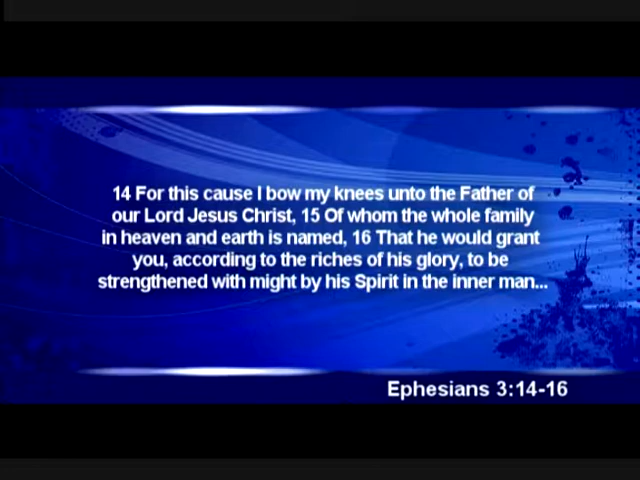 14 For this cause I bow my knees unto the Father of
our Lord Jesus Christ, 15 Of whom the whole family
in heaven and earth is named, 16 That he would grant
you, according to the riches of his glory, to be
strengthened with might by his Spirit in the inner man...
Ephesians 3:14-16